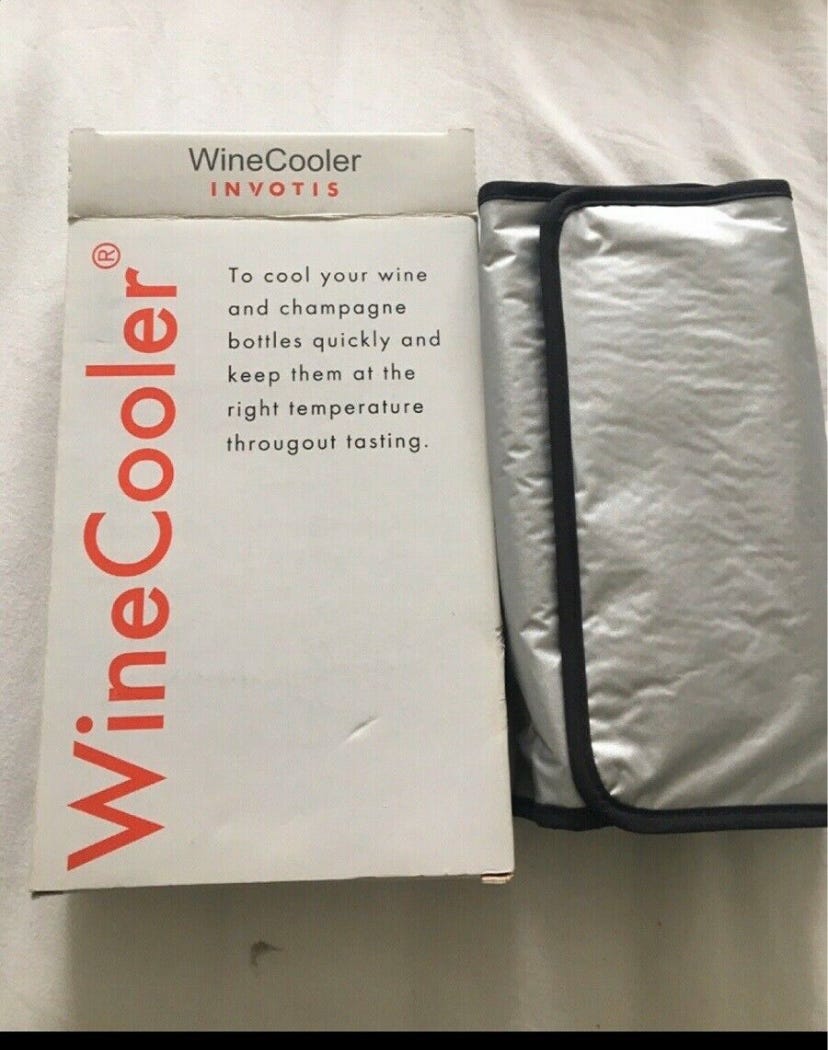 WineCooler
INVOTIS
WineCooler®
To cool your wine
and champagne
bottles quickly and
keep them at the
right temperature
througout tasting.